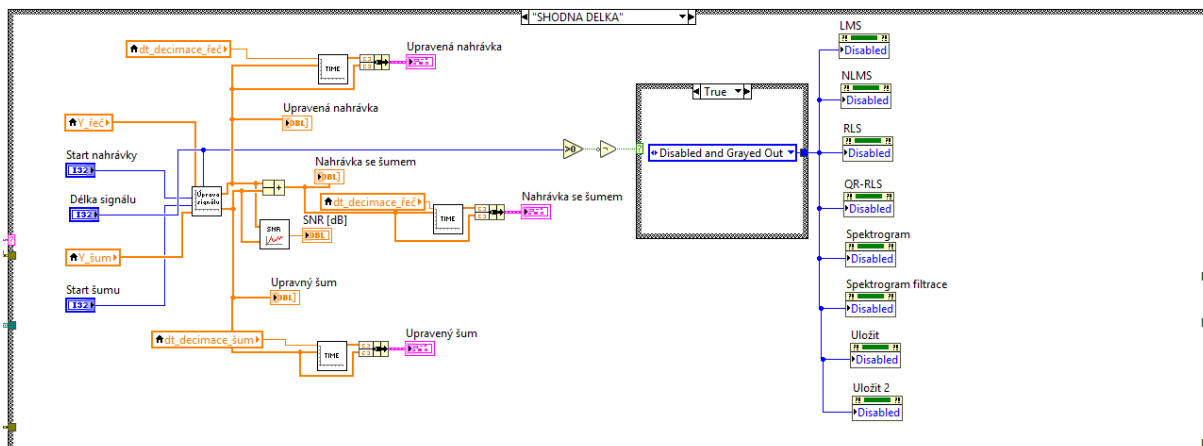 "SHODNA DELKA"
LMS
Disabled
NLMS
Disabled
RLS
Disabled
QR-RLS
Disabled
Spektrogram
Disabled
Spektrogram filtrace
Disabled
Uložit
Disabled
Uložit 2
Disabled
True
Disabled and Grayed Out
dt_decimace_řeč
TIME
Upravená nahrávka
Upravená nahrávka
DBL
Y_řeč
Start nahrávky
I32
Délka signálu
I32
Y_šum
Start šumu
I32
Úprava
signálu
>0
Nahrávka se šumem
DBL
dt_decimace_řeč
TIME
Nahrávka se šumem
SNR
SNR [dB]
DBL
Upravný šum
DBL
dt_decimace_šum
TIME
Upravený šum